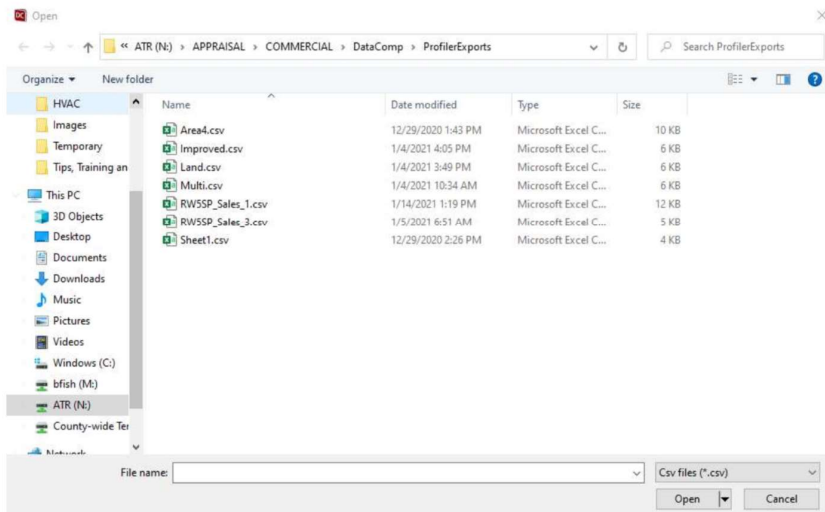 DC Open
« ATR (N:) > APPRAISAL > COMMERCIAL > DataComp > ProfilerExports
Search ProfilerExports
Organize New folder
Name Date modified Type Size
HVAC
Images
Temporary
Tips, Training an
This PC
3D Objects
Desktop
Documents
Downloads
Music
Pictures
Videos
Windows (C:)
bfish (M:)
ATR (N:)
County-wide Ter
Network
Area4.csv 12/29/2020 1:43 PM Microsoft Excel C... 10 KB
Improved.csv 1/4/2021 4:05 PM Microsoft Excel C... 6 KB
Land.csv 1/4/2021 3:49 PM Microsoft Excel C... 6 KB
Multi.csv 1/4/2021 10:34 AM Microsoft Excel C... 6 KB
RW5SP_Sales_1.csv 1/14/2021 1:19 PM Microsoft Excel C... 12 KB
RW5SP_Sales_3.csv 1/5/2021 6:51 AM Microsoft Excel C... 5 KB
Sheet1.csv 12/29/2020 2:26 PM Microsoft Excel C... 4 KB
File name:
Csv files (*.csv)
Open Cancel